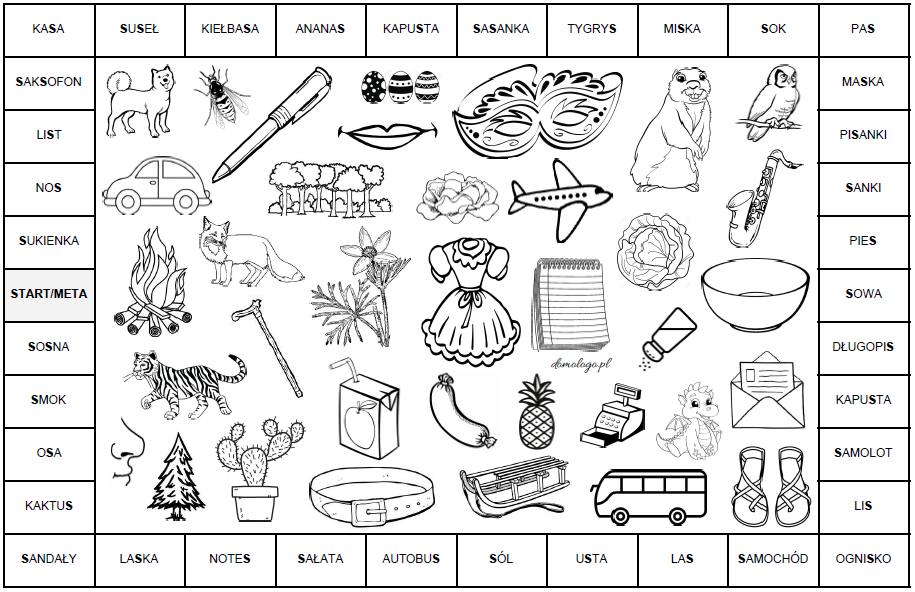 KASA
SUSEŁ
KIEŁBASA
ANANAS
KAPUSTA
SASANKA
TYGRYS
MISKA
SOK
PAS
SAKSOFON
MASKA
LIST
PISANKI
NOS
SANKI
SUKIENKA
PIES
START/META
SOWA
SOSNA
domologo.pl
DŁUGOPIS
SMOK
KAPUSTA
OSA
SAMOLOT
KAKTUS
LIS
SANDAŁY
LASKA
NOTES
SAŁATA
AUTOBUS
SÓL
USTA
LAS
SAMOCHÓD
OGNISKO